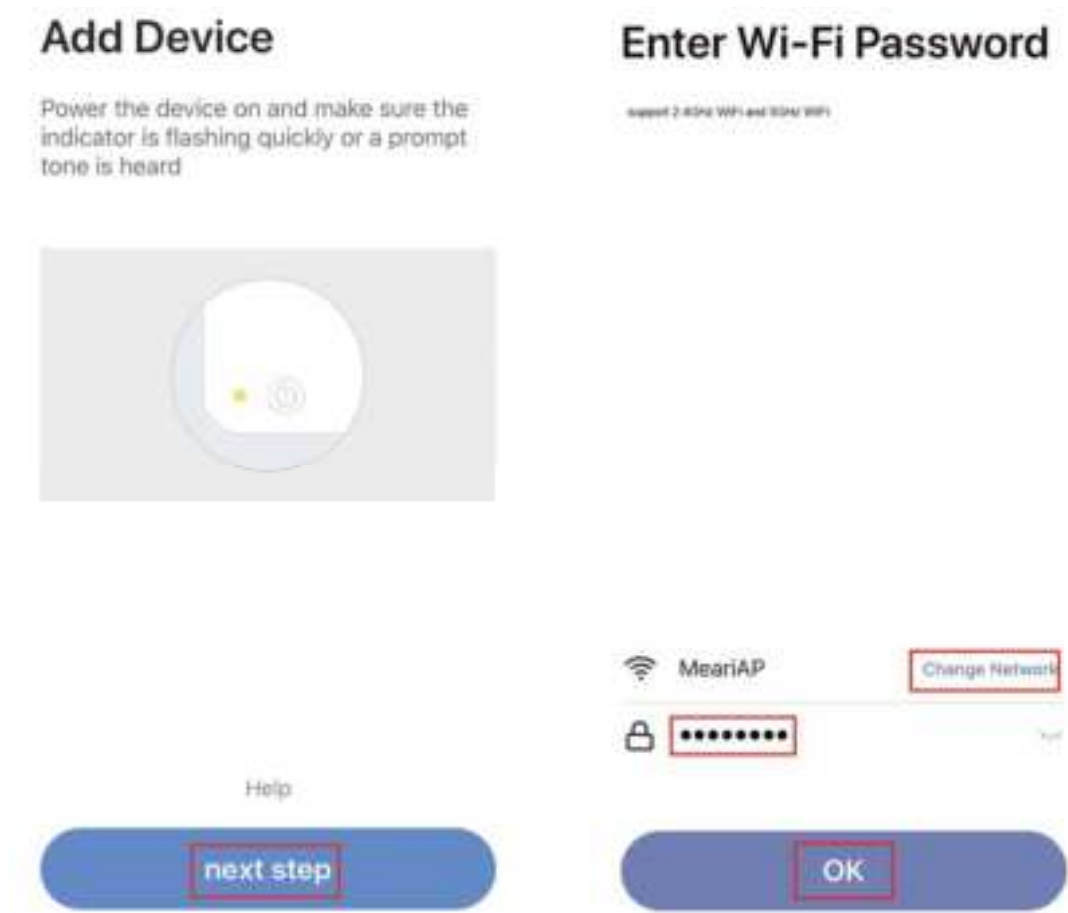 Add Device
Power the device on and make sure the
indicator is flashing quickly or a prompt
tone is heard
Help
next step
Enter Wi-Fi Password
support 2.4GHz WiFi and 5GHz WiFi
MeariAP
Change Network
••••••••
OK